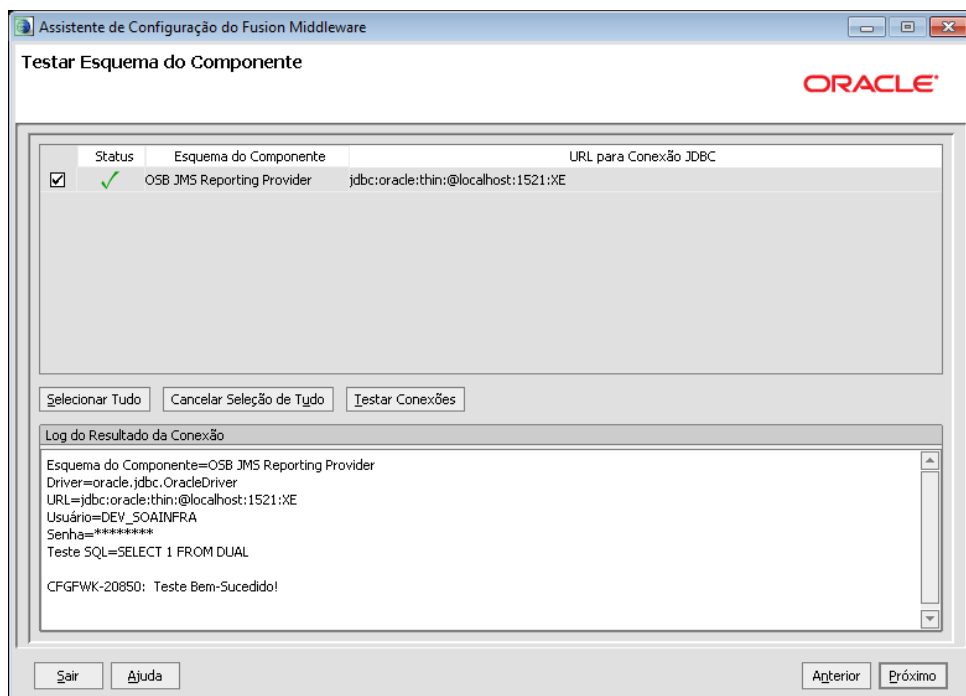 Assistente de Configuração do Fusion Middleware
Testar Esquema do Componente
ORACLE
Status Esquema do Componente URL para Conexão JDBC
OSB JMS Reporting Provider jdbc:oracle:thin:@localhost:1521:XE
Selecionar Tudo Cancelar Seleção de Tudo Testar Conexões
Log do Resultado da Conexão
Esquema do Componente=OSB JMS Reporting Provider
Driver=oracle.jdbc.OracleDriver
URL=jdbc:oracle:thin:@localhost:1521:XE
Usuário=DEV_SOAINFRA
Senha=********
Teste SQL=SELECT 1 FROM DUAL
CFGFWK-20850: Teste Bem-Sucedido!
Sair Ajuda Anterior Próximo